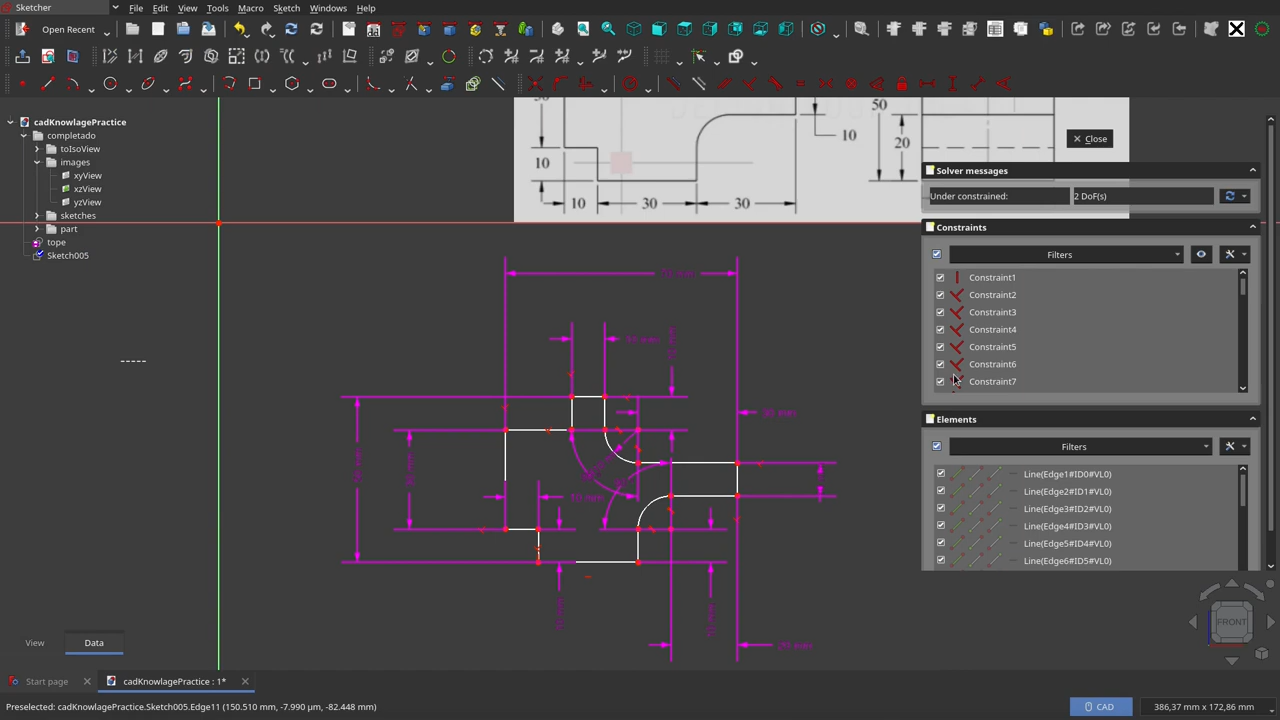 Sketcher
File Edit View Tools Macro Sketch Windows Help
Open Recent
cadKnowlagePractice
completado
toIsoView
images
xyView
xzView
yzView
sketches
part
tope
Sketch005
10
10 30 30
10
50
20
Close
Solver messages
Under constrained: 2 DoF(s)
Constraints
Filters
Constraint1
Constraint2
Constraint3
Constraint4
Constraint5
Constraint6
Constraint7
Elements
Filters
Line(Edge1#ID0#VL0)
Line(Edge2#ID1#VL0)
Line(Edge3#ID2#VL0)
Line(Edge4#ID3#VL0)
Line(Edge5#ID4#VL0)
Line(Edge6#ID5#VL0)
10 mm
FRONT
View Data
Start page cadKnowlagePractice : 1*
Preselected: cadKnowlagePractice.Sketch005.Edge11 (150.510 mm, -7.990 μm, -82.448 mm)
CAD 386,37 mm x 172,86 mm